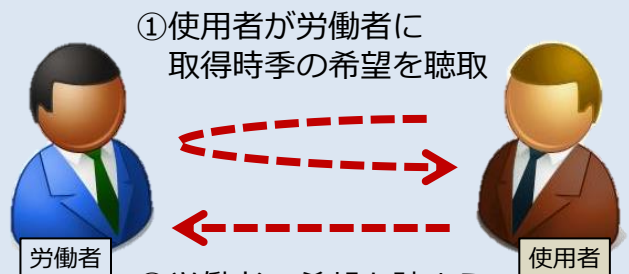 ①使用者が労働者に
取得時季の希望を聴取
労働者
使用者